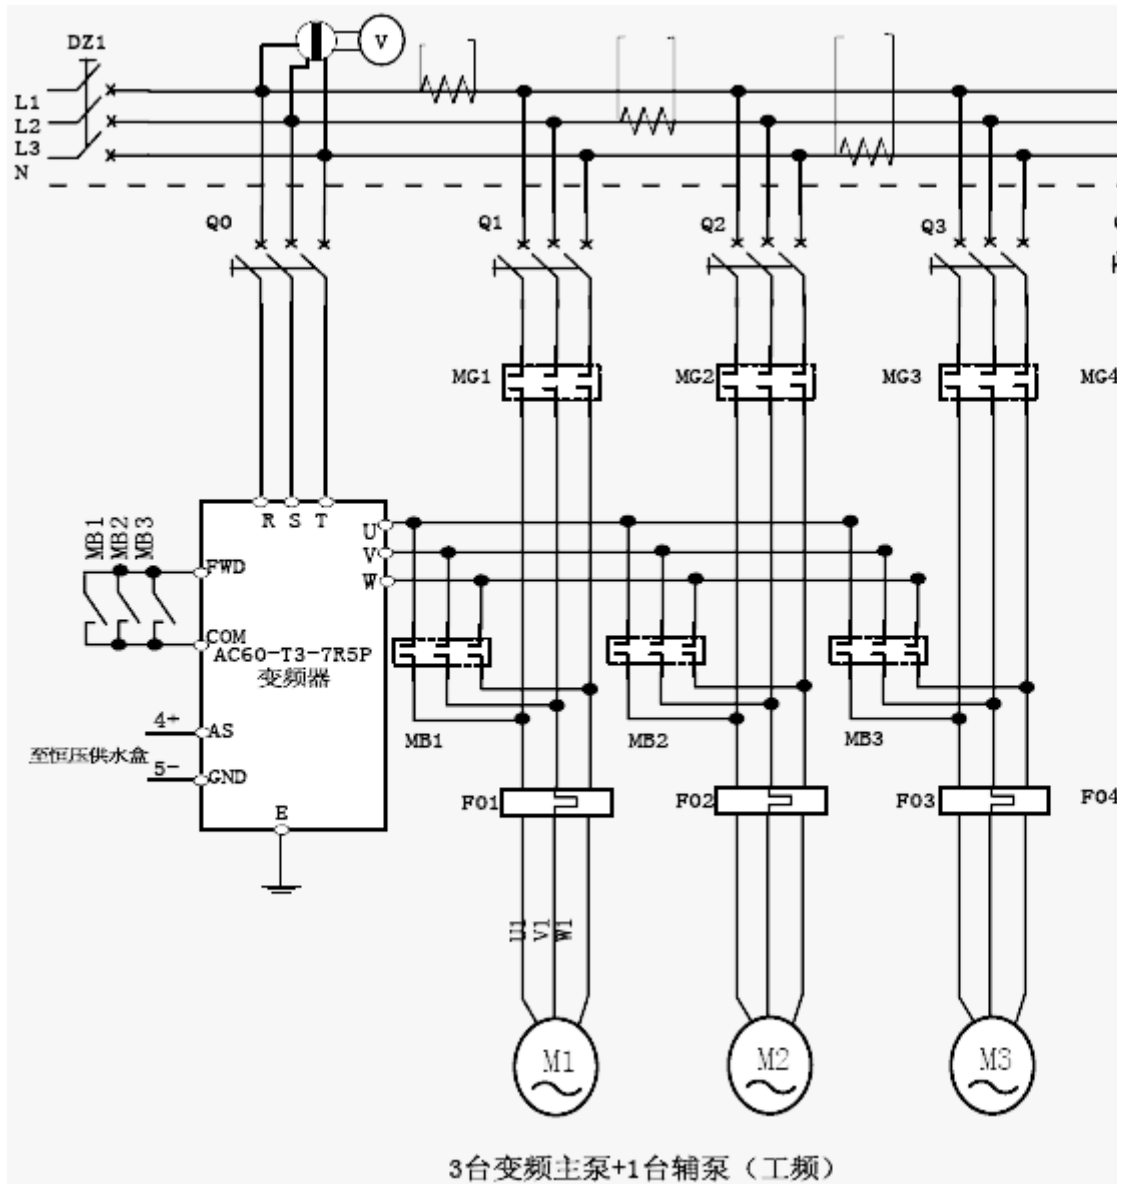 DZ1
V
L1
L2
L3
N
Q0
Q1
Q2
Q3
MG1
MG2
MG3
MG4
MB1
MB2
MB3
R S T
U
V
W
FWD
COM
AC60-T3-7R5P
变频器
4+
AS
至恒压供水盒
5-
GND
E
MB1
MB2
MB3
F01
F02
F03
F04
U1
V1
W1
M1
M2
M3
3台变频主泵+1台辅泵（工频）